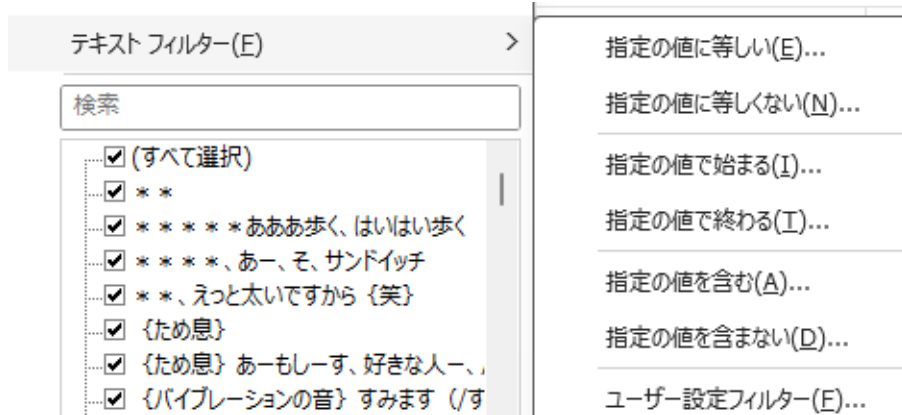 テキスト フィルター(F)
検索
(すべて選択)
＊＊
＊＊＊＊＊あああ歩く、はいはい歩く
＊＊＊＊、あー、そ、サンドイッチ
＊＊、えっと太いですから｛笑｝
｛ため息｝
｛ため息｝あーもしーす、好きな人ー、
｛バイブレーションの音｝すみます（/す
指定の値に等しい(E)...
指定の値に等しくない(N)...
指定の値で始まる(I)...
指定の値で終わる(T)...
指定の値を含む(A)...
指定の値を含まない(D)...
ユーザー設定フィルター(F)...